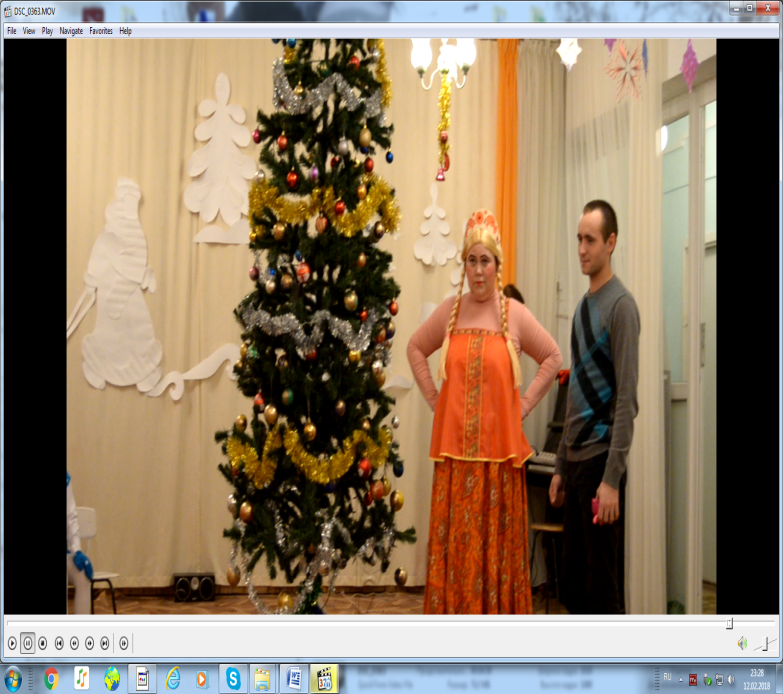 DSC_0363.MOV
File View Play Navigate Favorites Help
RU
23:28
12.02.2018